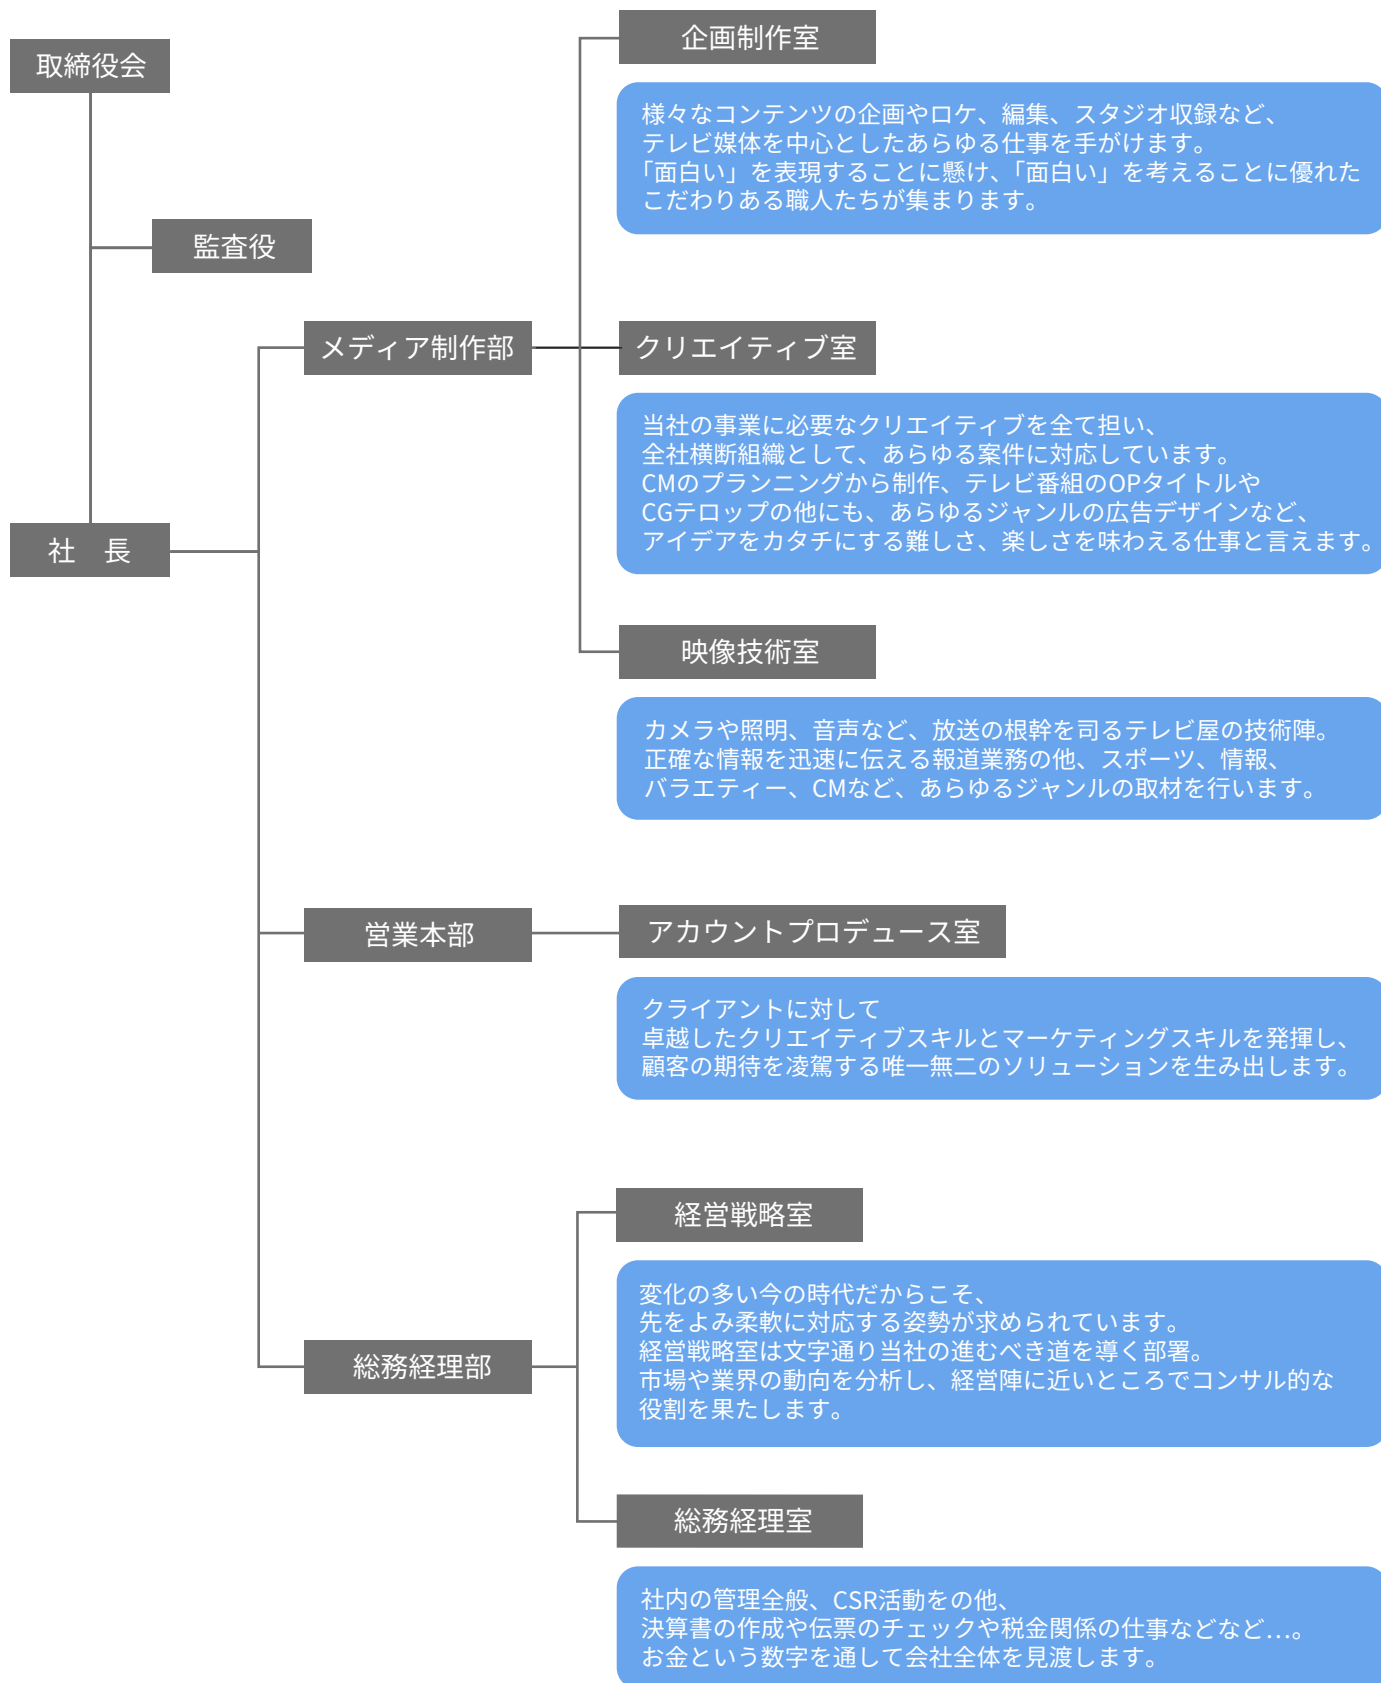 取締役会
監査役
社　長
メディア制作部
企画制作室
様々なコンテンツの企画やロケ、編集、スタジオ収録など、
テレビ媒体を中心としたあらゆる仕事を手がけます。
「面白い」を表現することに懸け、「面白い」を考えることに優れた
こだわりある職人たちが集まります。
クリエイティブ室
当社の事業に必要なクリエイティブを全て担い、
全社横断組織として、あらゆる案件に対応しています。
CMのプランニングから制作、テレビ番組のOPタイトルや
CGテロップの他にも、あらゆるジャンルの広告デザインなど、
アイデアをカタチにする難しさ、楽しさを味わえる仕事と言えます。
映像技術室
カメラや照明、音声など、放送の根幹を司るテレビ屋の技術陣。
正確な情報を迅速に伝える報道業務の他、スポーツ、情報、
バラエティー、CMなど、あらゆるジャンルの取材を行います。
営業本部
アカウントプロデュース室
クライアントに対して
卓越したクリエイティブスキルとマーケティングスキルを発揮し、
顧客の期待を凌駕する唯一無二のソリューションを生み出します。
総務経理部
経営戦略室
変化の多い今の時代だからこそ、
先をよみ柔軟に対応する姿勢が求められています。
経営戦略室は文字通り当社の進むべき道を導く部署。
市場や業界の動向を分析し、経営陣に近いところでコンサル的な
役割を果たします。
総務経理室
社内の管理全般、CSR活動をの他、
決算書の作成や伝票のチェックや税金関係の仕事などなど…。
お金という数字を通して会社全体を見渡します。